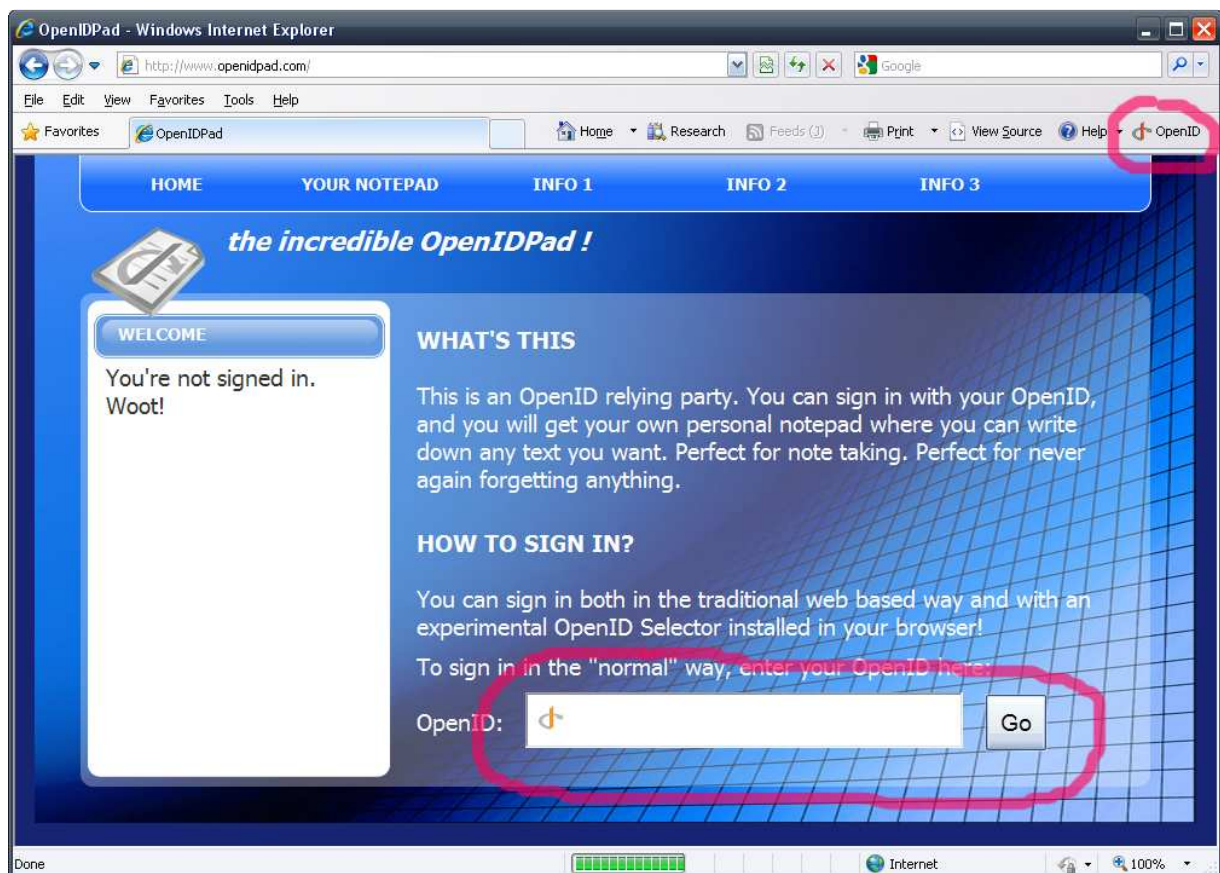 OpenIDPad - Windows Internet Explorer
http://www.openidpad.com/
Google
File Edit View Favorites Tools Help
Favorites OpenIDPad Home Research Feeds (J) Print View Source Help OpenID
HOME YOUR NOTEPAD INFO 1 INFO 2 INFO 3
the incredible OpenIDPad !
WELCOME
You're not signed in.
Woot!
WHAT'S THIS
This is an OpenID relying party. You can sign in with your OpenID,
and you will get your own personal notepad where you can write
down any text you want. Perfect for note taking. Perfect for never
again forgetting anything.
HOW TO SIGN IN?
You can sign in both in the traditional web based way and with an
experimental OpenID Selector installed in your browser!
To sign in in the "normal" way, enter your OpenID here:
OpenID: Go
Done Internet 100%